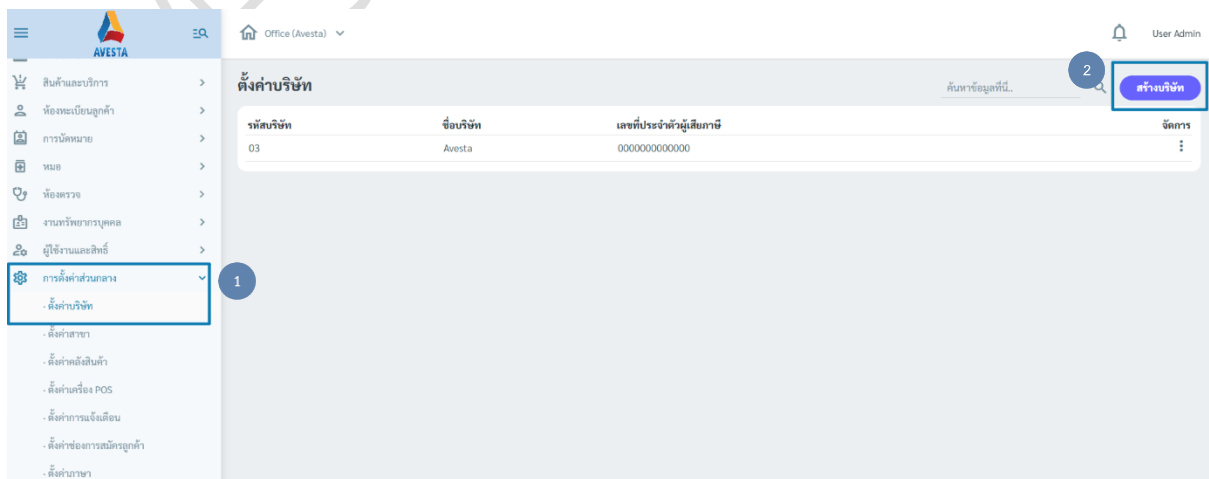 AVESTA
Office (Avesta)
User Admin
สินค้าและบริการ
ห้องทะเบียนลูกค้า
การนัดหมาย
หมอ
ห้องตรวจ
งานทรัพยากรบุคคล
ผู้ใช้งานและสิทธิ์
การตั้งค่าส่วนกลาง
- ตั้งค่าบริษัท
- ตั้งค่าสาขา
- ตั้งค่าคลังสินค้า
- ตั้งค่าเครื่อง POS
- ตั้งค่าการแจ้งเตือน
- ตั้งค่าช่องการสมัครลูกค้า
- ตั้งค่าภาษา
1
ตั้งค่าบริษัท
ค้นหาข้อมูลที่นี่..
2
สร้างบริษัท
รหัสบริษัท ชื่อบริษัท เลขที่ประจำตัวผู้เสียภาษี จัดการ
03 Avesta 0000000000000